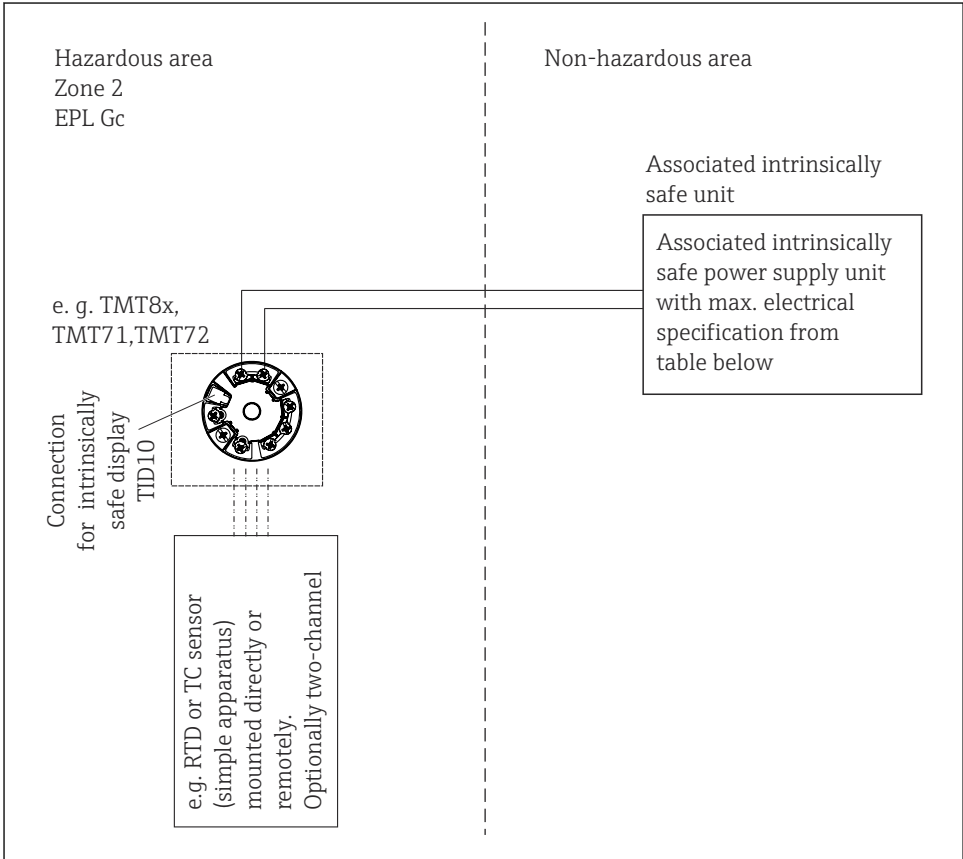 Hazardous area
Zone 2
EPL Gc
Non-hazardous area
Associated intrinsically
safe unit
Associated intrinsically
safe power supply unit
with max. electrical
specification from
table below
e. g. TMT8x,
TMT71,TMT72
Connection
for intrinsically
safe display
TID10
e.g. RTD or TC sensor
(simple apparatus)
mounted directly or
remotely.
Optionally two-channel